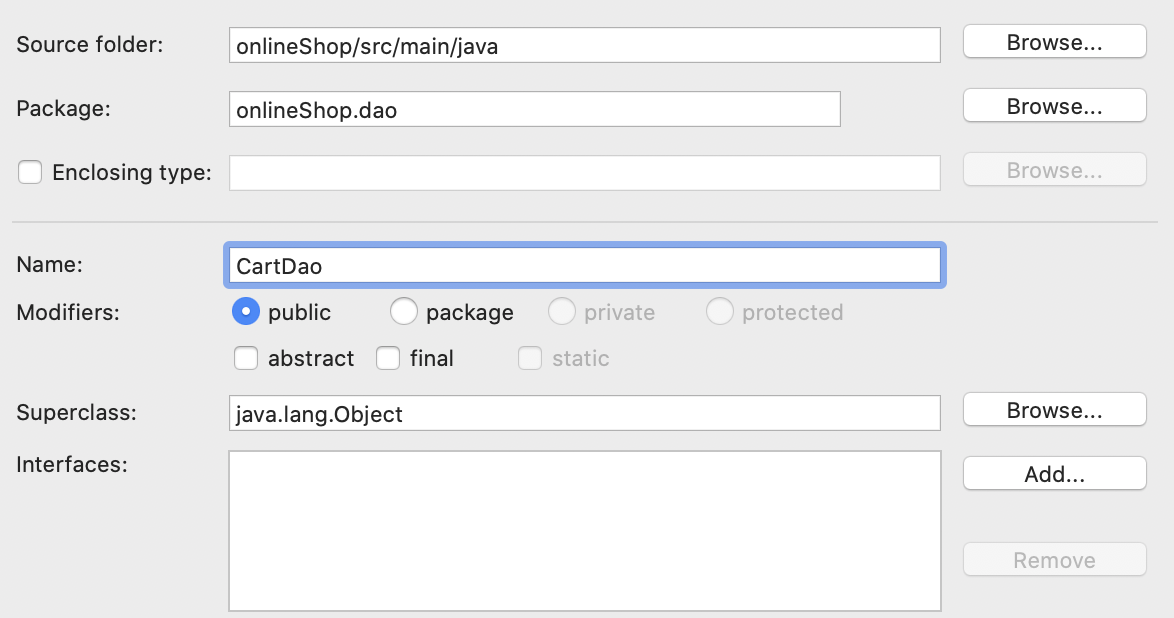 Source folder: onlineShop/src/main/java Browse...
Package: onlineShop.dao Browse...
Enclosing type: Browse...
Name: CartDao
Modifiers: public package private protected
abstract final static
Superclass: java.lang.Object Browse...
Interfaces: Add...
Remove